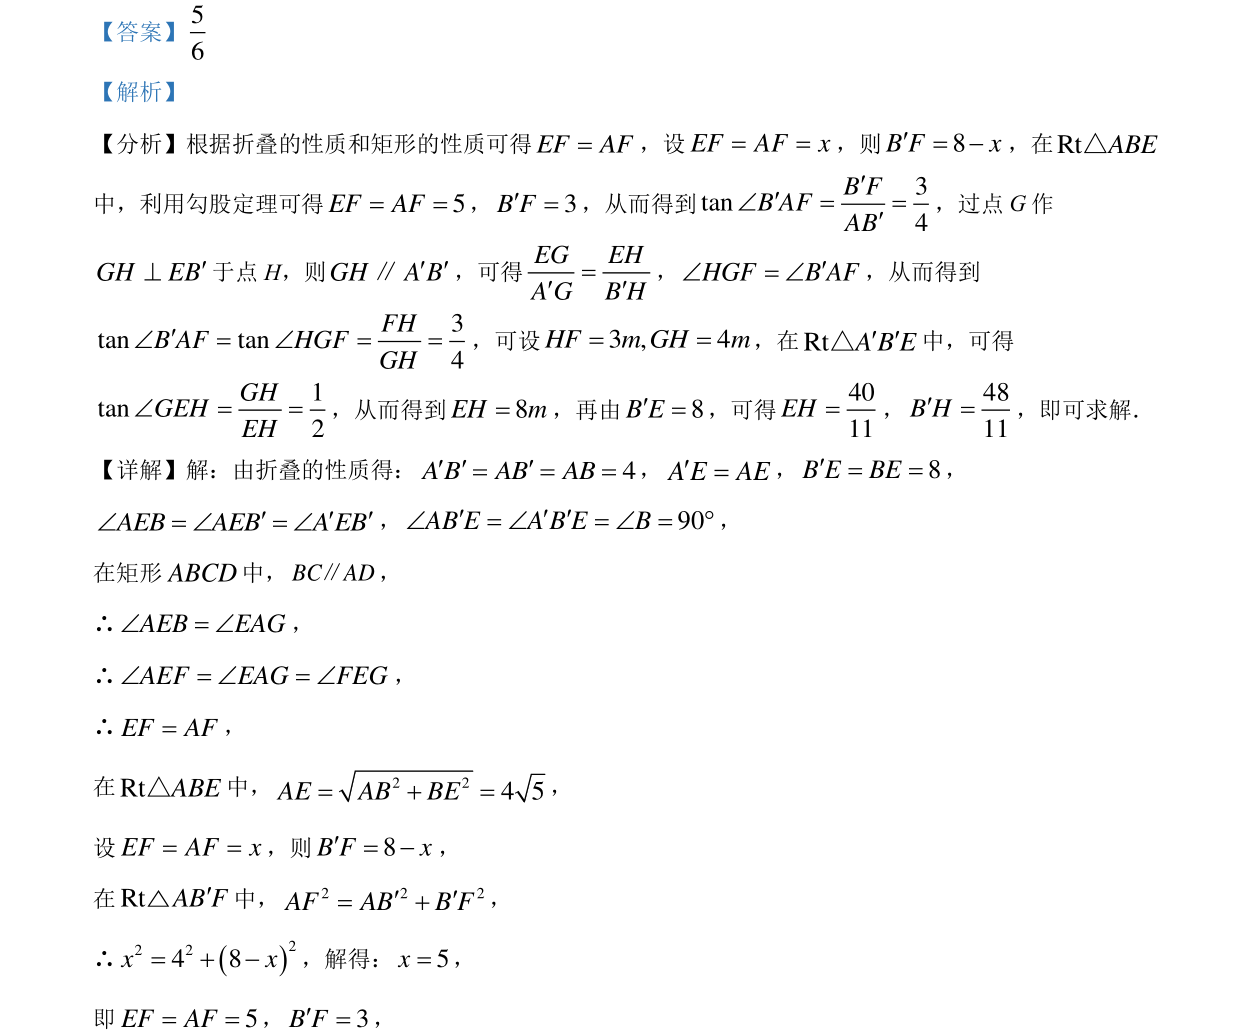 【答案】5/6
【解析】
【分析】根据折叠的性质和矩形的性质可得 EF = AF，设 EF = AF = x，则 B′F = 8 − x，在 Rt△ABE
中，利用勾股定理可得 EF = AF = 5，B′F = 3，从而得到 tan∠B′AF = B′F/AB′ = 3/4，过点 G 作
GH ⊥ EB′ 于点 H，则 GH ∥ A′B′，可得 EG/A′G = EH/B′H，∠HGF = ∠B′AF，从而得到
tan∠B′AF = tan∠HGF = FH/GH = 3/4，可设 HF = 3m, GH = 4m，在 Rt△A′B′E 中，可得
tan∠GEH = GH/EH = 1/2，从而得到 EH = 8m，再由 B′E = 8，可得 EH = 40/11，B′H = 48/11，即可求解．
【详解】解：由折叠的性质得：A′B′ = AB′ = AB = 4，A′E = AE，B′E = BE = 8，
∠AEB = ∠AEB′ = ∠A′EB′，∠AB′E = ∠A′B′E = ∠B = 90°，
在矩形 ABCD 中，BC∥AD，
∴ ∠AEB = ∠EAG，
∴ ∠AEF = ∠EAG = ∠FEG，
∴ EF = AF，
在 Rt△ABE 中，AE = √(AB² + BE²) = 4√5，
设 EF = AF = x，则 B′F = 8 − x，
在 Rt△AB′F 中，AF² = AB′² + B′F²，
∴ x² = 4² + (8 − x)²，解得：x = 5，
即 EF = AF = 5，B′F = 3，